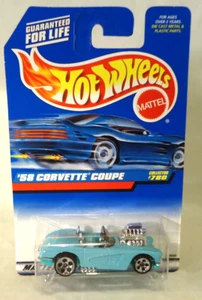 GUARANTEED
FOR LIFE
FOR AGES
OVER 3 YEARS.
DIE CAST METAL &
PLASTIC PARTS.
HOT WHEELS
MATTEL
'58 CORVETTE COUPE
COLLECTOR
#780